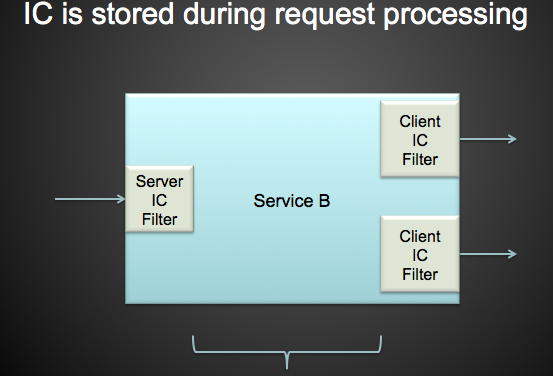 IC is stored during request processing
Client
IC
Filter
Server
IC
Filter
Service B
Client
IC
Filter